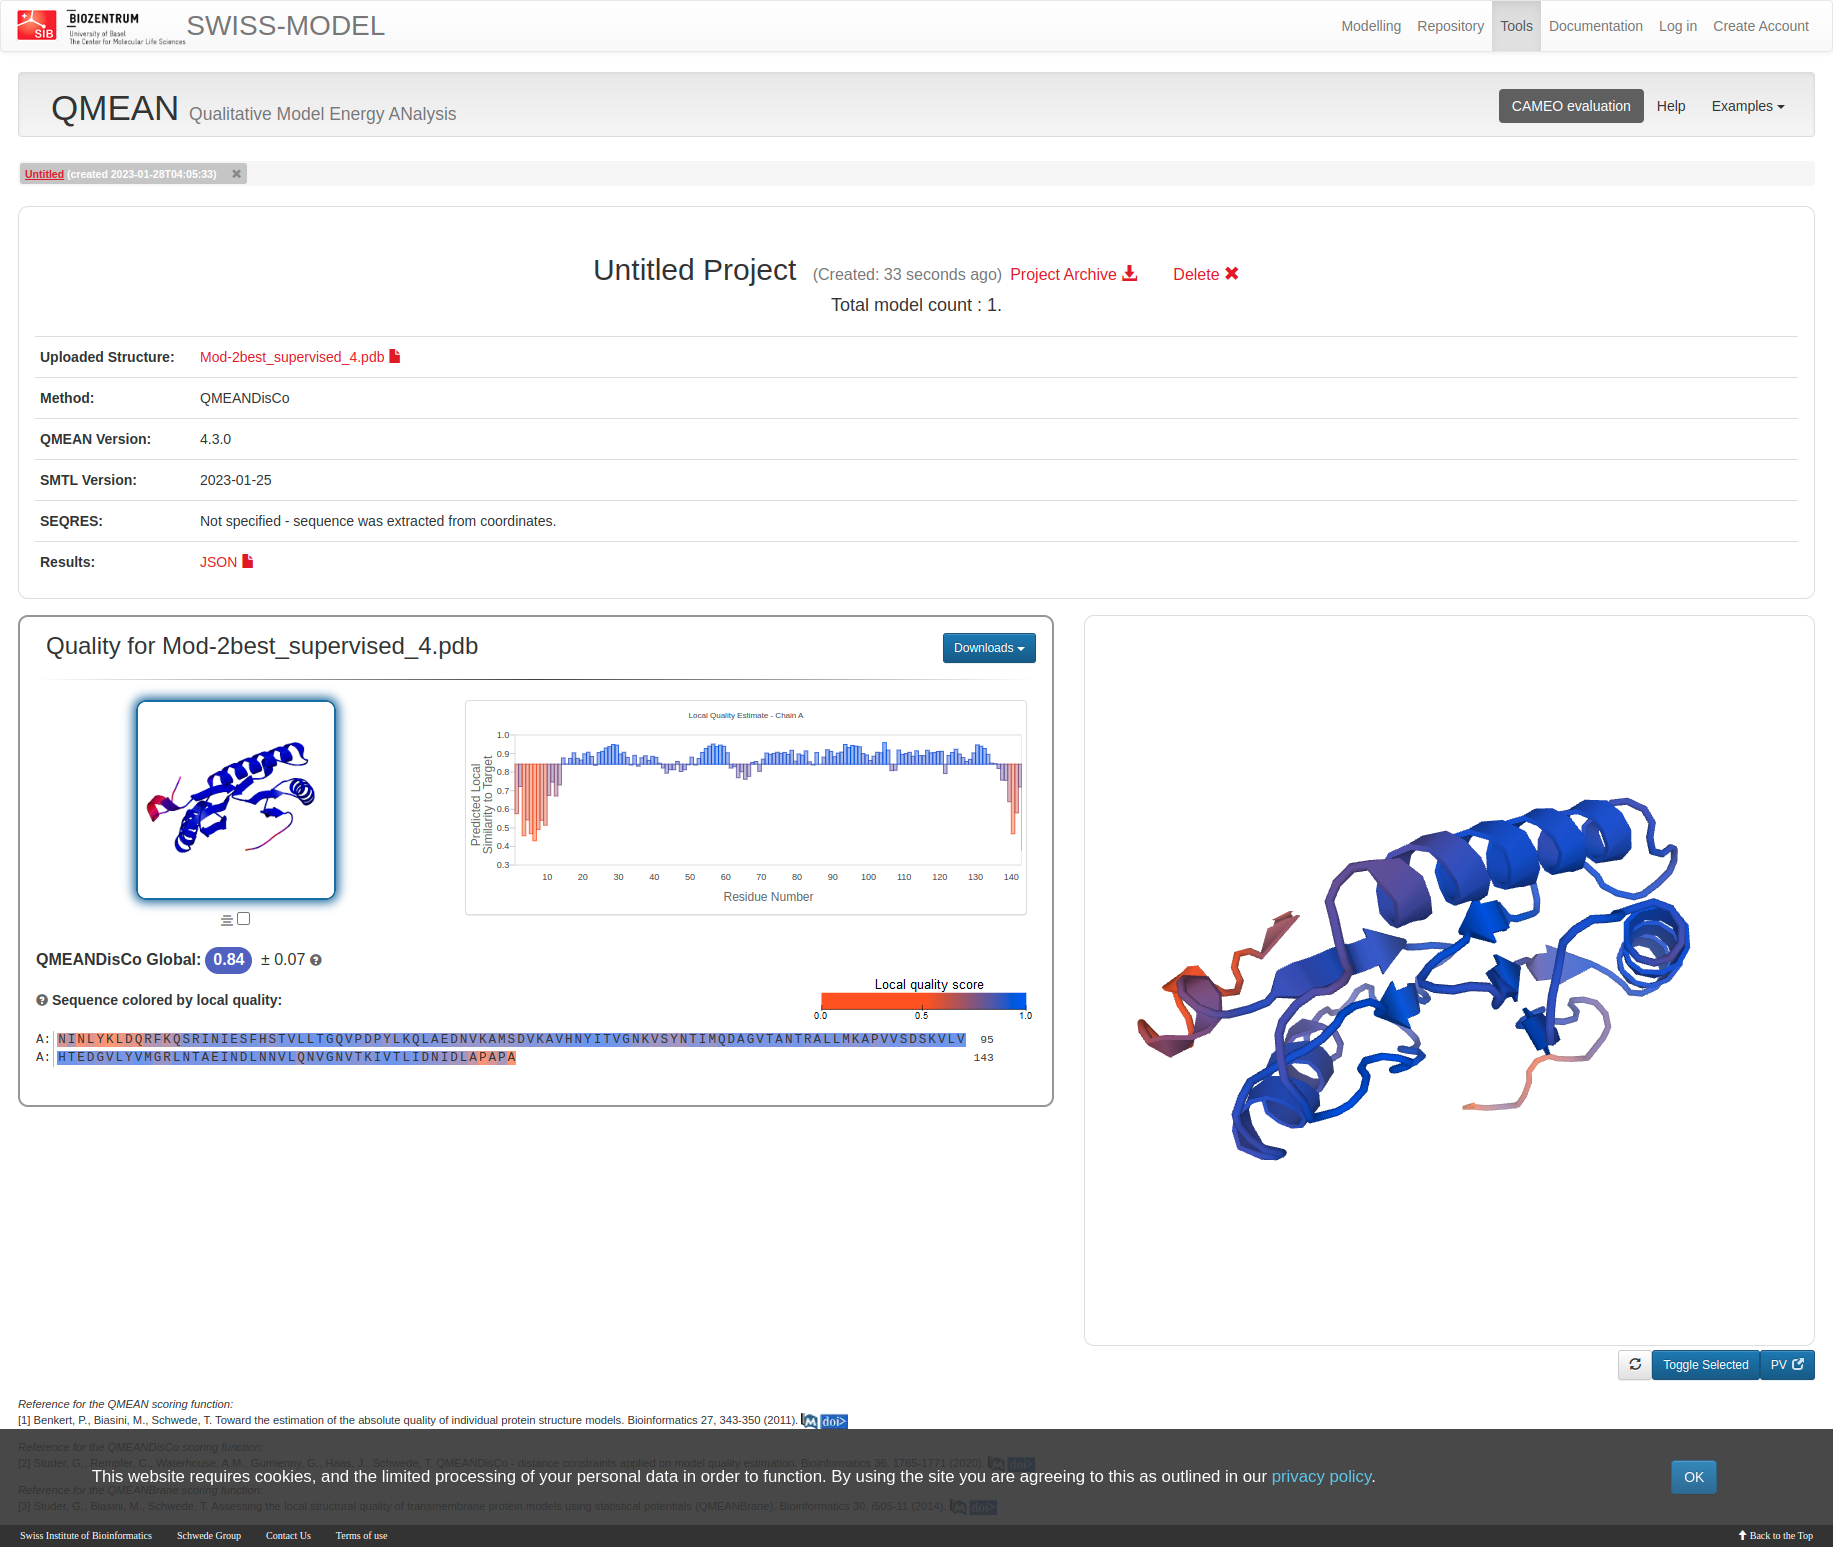 SIB
BIOZENTRUM
University of Basel
The Center for Molecular Life Sciences
SWISS-MODEL
Modelling Repository Tools Documentation Log in Create Account
QMEAN Qualitative Model Energy ANalysis
CAMEO evaluation Help Examples
Untitled (created 2023-01-28T04:05:33)
Untitled Project (Created: 33 seconds ago) Project Archive Delete
Total model count : 1.
Uploaded Structure: Mod-2best_supervised_4.pdb
Method: QMEANDisCo
QMEAN Version: 4.3.0
SMTL Version: 2023-01-25
SEQRES: Not specified - sequence was extracted from coordinates.
Results: JSON
Quality for Mod-2best_supervised_4.pdb
Downloads
Local Quality Estimate - Chain A
Predicted Local
Similarity to Target
1.0
0.9
0.8
0.7
0.6
0.5
0.4
0.3
10 20 30 40 50 60 70 80 90 100 110 120 130 140
Residue Number
QMEANDisCo Global: 0.84 ± 0.07
Sequence colored by local quality:
Local quality score
0.0 0.5 1.0
A: NINLYKLDQRFKQSRINIESFHSTVLLTGQVPDPYLKQLAEDNVKAMSDVKAVHNYITVGNKVSYNTIMQDAGVTANTRALLMKAPVVSDSKVLV 95
A: HTEDGVLYVMGRLNTAEINDLNNVLQNVGNVTKIVTLIDNIDLAPAPA 143
Toggle Selected
PV
Reference for the QMEAN scoring function:
[1] Benkert, P., Biasini, M., Schwede, T. Toward the estimation of the absolute quality of individual protein structure models. Bioinformatics 27, 343-350 (2011). M doi>
Reference for the QMEANDisCo scoring function:
[2] Studer, G., Rempfer, C., Waterhouse, A.M., Gumienny, G., Haas, J., Schwede, T. QMEANDisCo - distance constraints applied on model quality estimation. Bioinformatics 36, 1765-1771 (2020). M doi>
This website requires cookies, and the limited processing of your personal data in order to function. By using the site you are agreeing to this as outlined in our privacy policy.
OK
Reference for the QMEANBrane scoring function:
[3] Studer, G., Biasini, M., Schwede, T. Assessing the local structural quality of transmembrane protein models using statistical potentials (QMEANBrane). Bioinformatics 30, i505-11 (2014). M doi>
Swiss Institute of Bioinformatics Schwede Group Contact Us Terms of use
Back to the Top